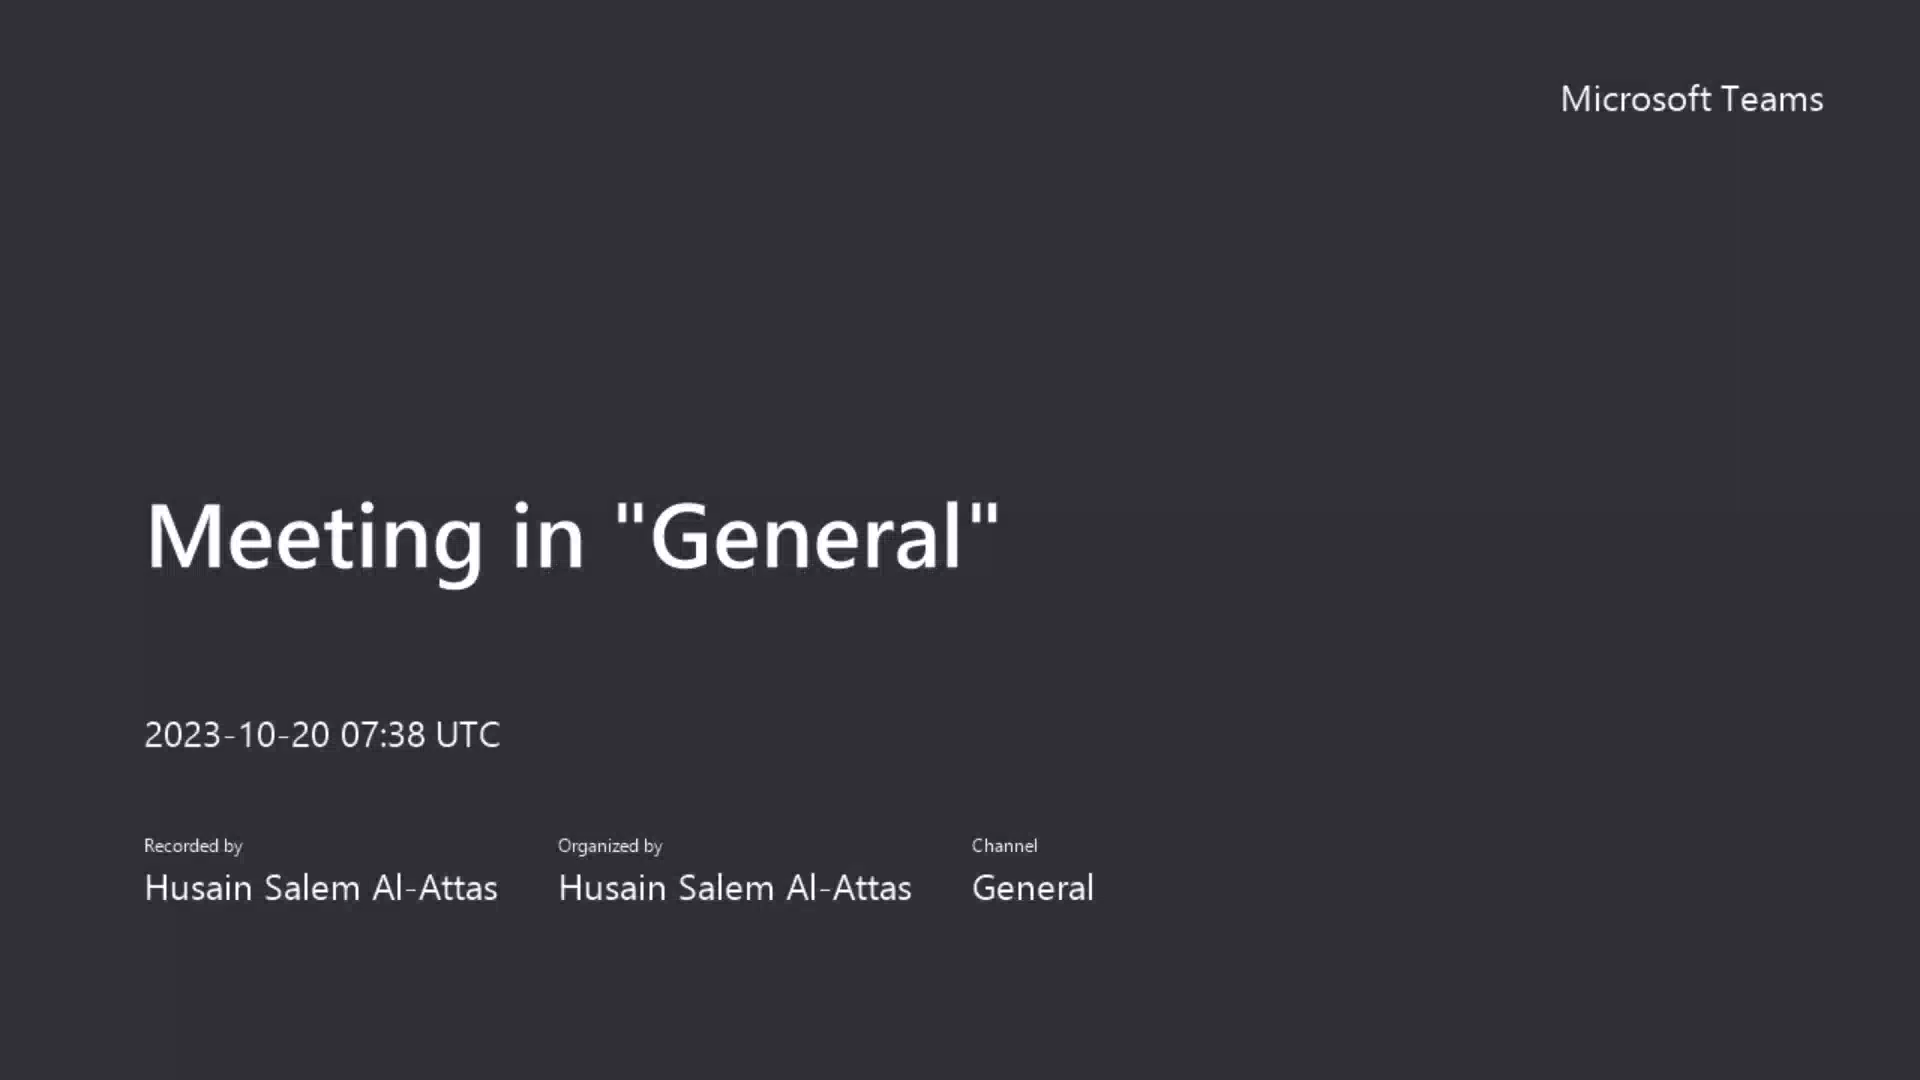 Microsoft Teams
Meeting in "General"
2023-10-20 07:38 UTC
Recorded by
Husain Salem Al-Attas
Organized by
Husain Salem Al-Attas
Channel
General